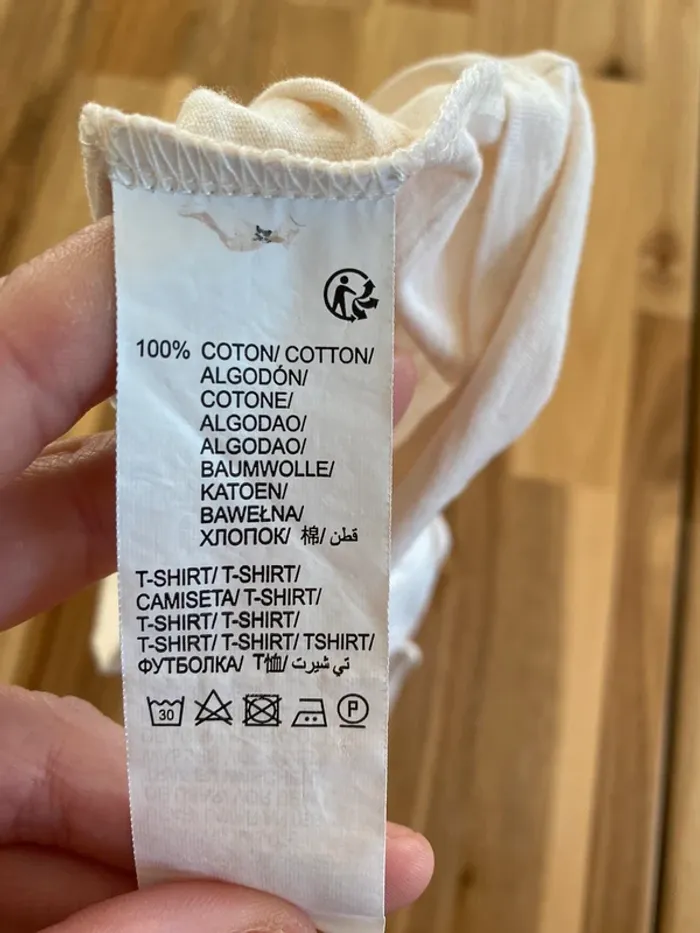 100% COTON/ COTTON/
ALGODÓN/
COTONE/
ALGODAO/
ALGODAO/
BAUMWOLLE/
KATOEN/
BAWEŁNA/
ХЛОПОК/ 棉/ قطن
T-SHIRT/ T-SHIRT/
CAMISETA/ T-SHIRT/
T-SHIRT/ T-SHIRT/
T-SHIRT/ T-SHIRT/ TSHIRT/
ФУТБОЛКА/ T恤/ تي شيرت
30 P